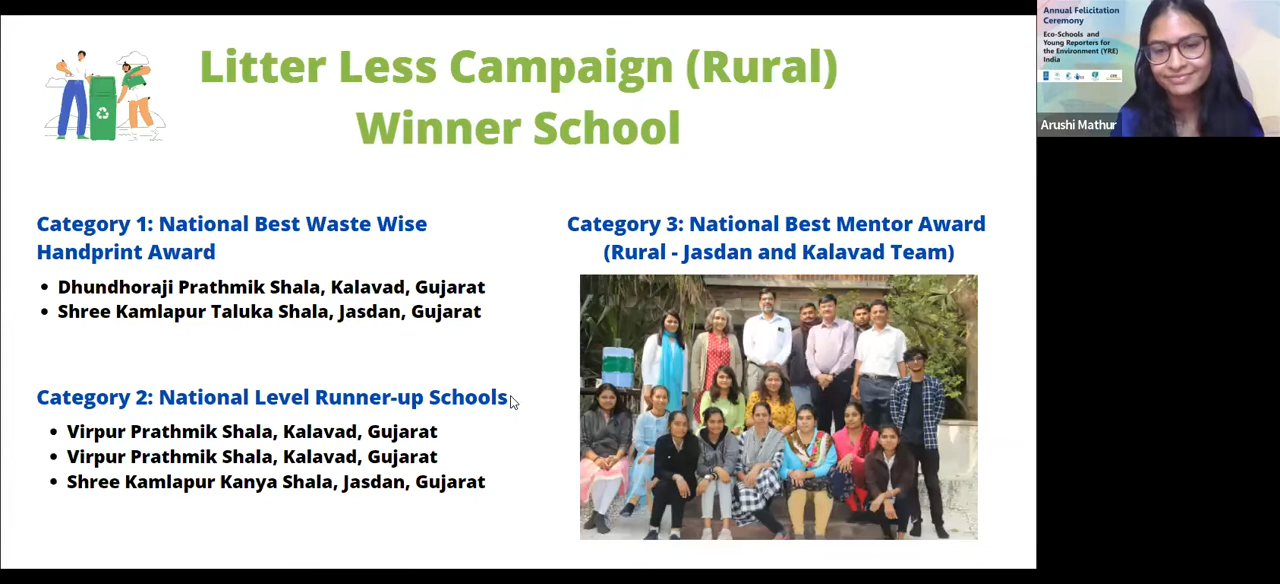 Litter Less Campaign (Rural)
Winner School
Category 1: National Best Waste Wise
Handprint Award
• Dhundhoraji Prathmik Shala, Kalavad, Gujarat
• Shree Kamlapur Taluka Shala, Jasdan, Gujarat
Category 2: National Level Runner-up Schools
• Virpur Prathmik Shala, Kalavad, Gujarat
• Virpur Prathmik Shala, Kalavad, Gujarat
• Shree Kamlapur Kanya Shala, Jasdan, Gujarat
Category 3: National Best Mentor Award
(Rural - Jasdan and Kalavad Team)
Annual Felicitation
Ceremony
Eco-Schools and
Young Reporters for
the Environment (YRE)
India
Arushi Mathur